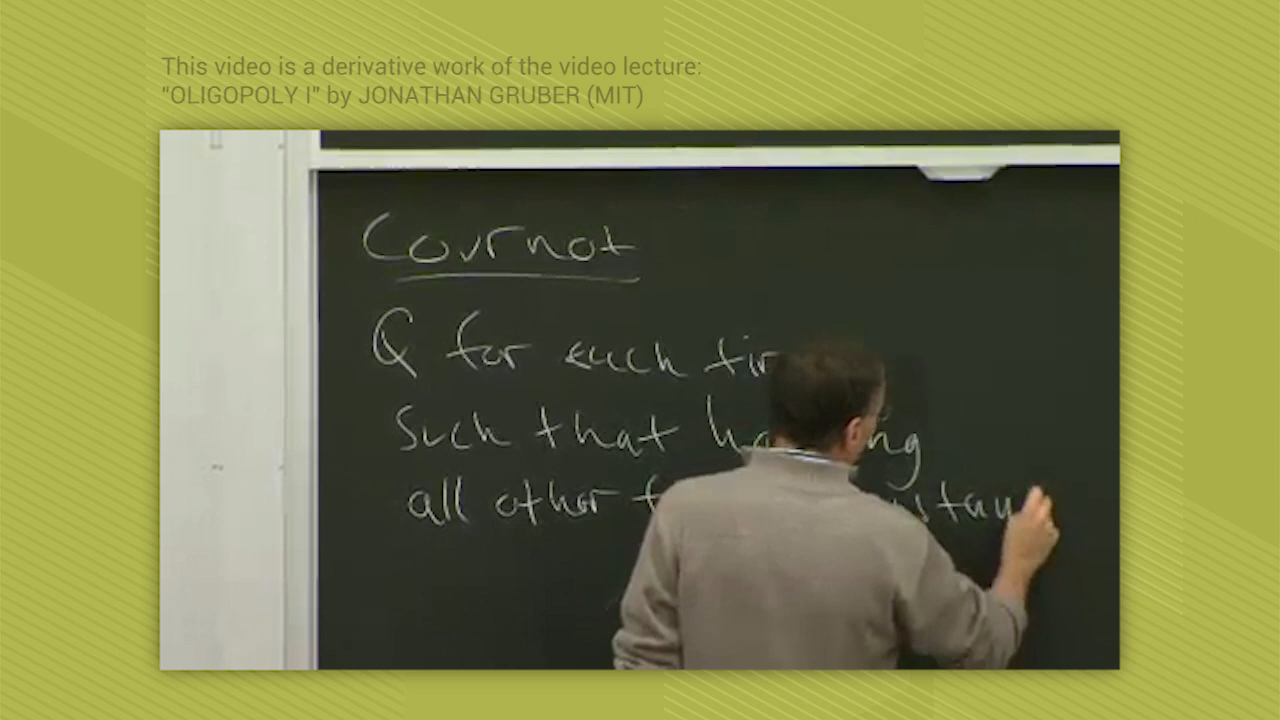 This video is a derivative work of the video lecture:
"OLIGOPOLY I" by JONATHAN GRUBER (MIT)
Cournot
Q for each
Such that
all other